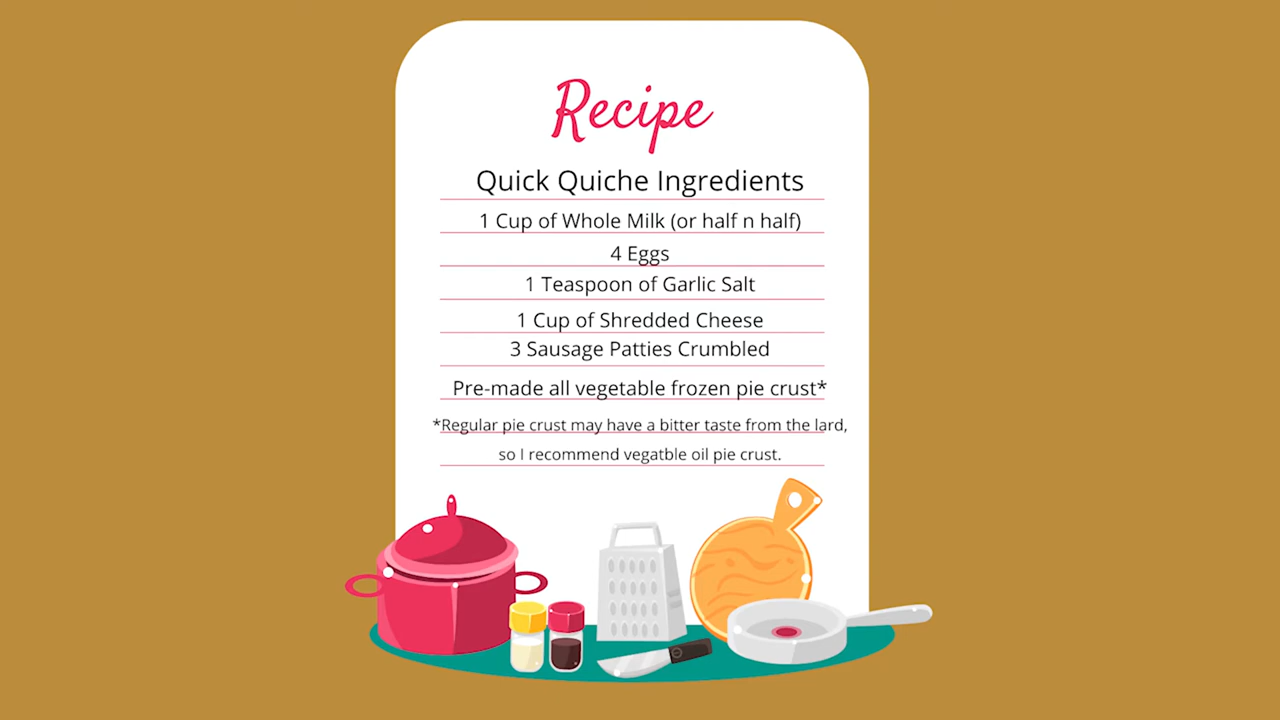 Recipe
Quick Quiche Ingredients
1 Cup of Whole Milk (or half n half)
4 Eggs
1 Teaspoon of Garlic Salt
1 Cup of Shredded Cheese
3 Sausage Patties Crumbled
Pre-made all vegetable frozen pie crust*
*Regular pie crust may have a bitter taste from the lard,
so I recommend vegatble oil pie crust.